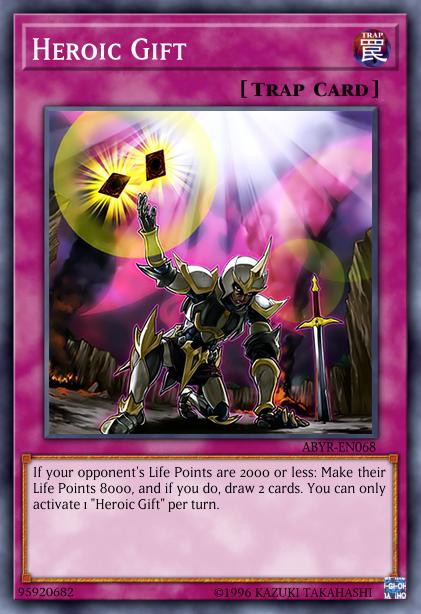 HEROIC GIFT
TRAP
罠
[TRAP CARD]
ABYR-EN068
If your opponent's Life Points are 2000 or less: Make their
Life Points 8000, and if you do, draw 2 cards. You can only
activate 1 "Heroic Gift" per turn.
95920682
©1996 KAZUKI TAKAHASHI